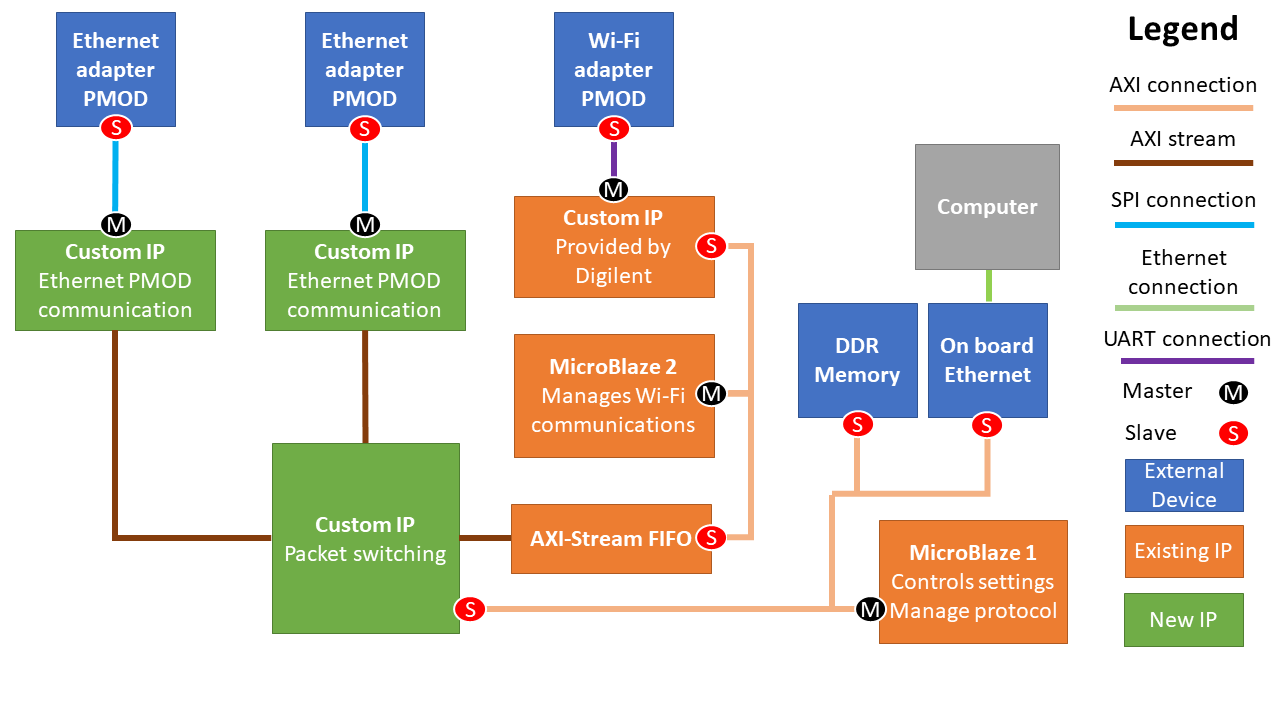 Ethernet
adapter
PMOD
S
M
Custom IP
Ethernet PMOD
communication
Ethernet
adapter
PMOD
S
M
Custom IP
Ethernet PMOD
communication
Wi-Fi
adapter
PMOD
S
M
Custom IP
Provided by
Digilent
S
MicroBlaze 2
Manages Wi-Fi
communications
M
AXI-Stream FIFO
S
Custom IP
Packet switching
S
Computer
DDR
Memory
S
On board
Ethernet
S
MicroBlaze 1
Controls settings
Manage protocol
M
Legend
AXI connection
AXI stream
SPI connection
Ethernet
connection
UART connection
Master M
Slave S
External
Device
Existing IP
New IP